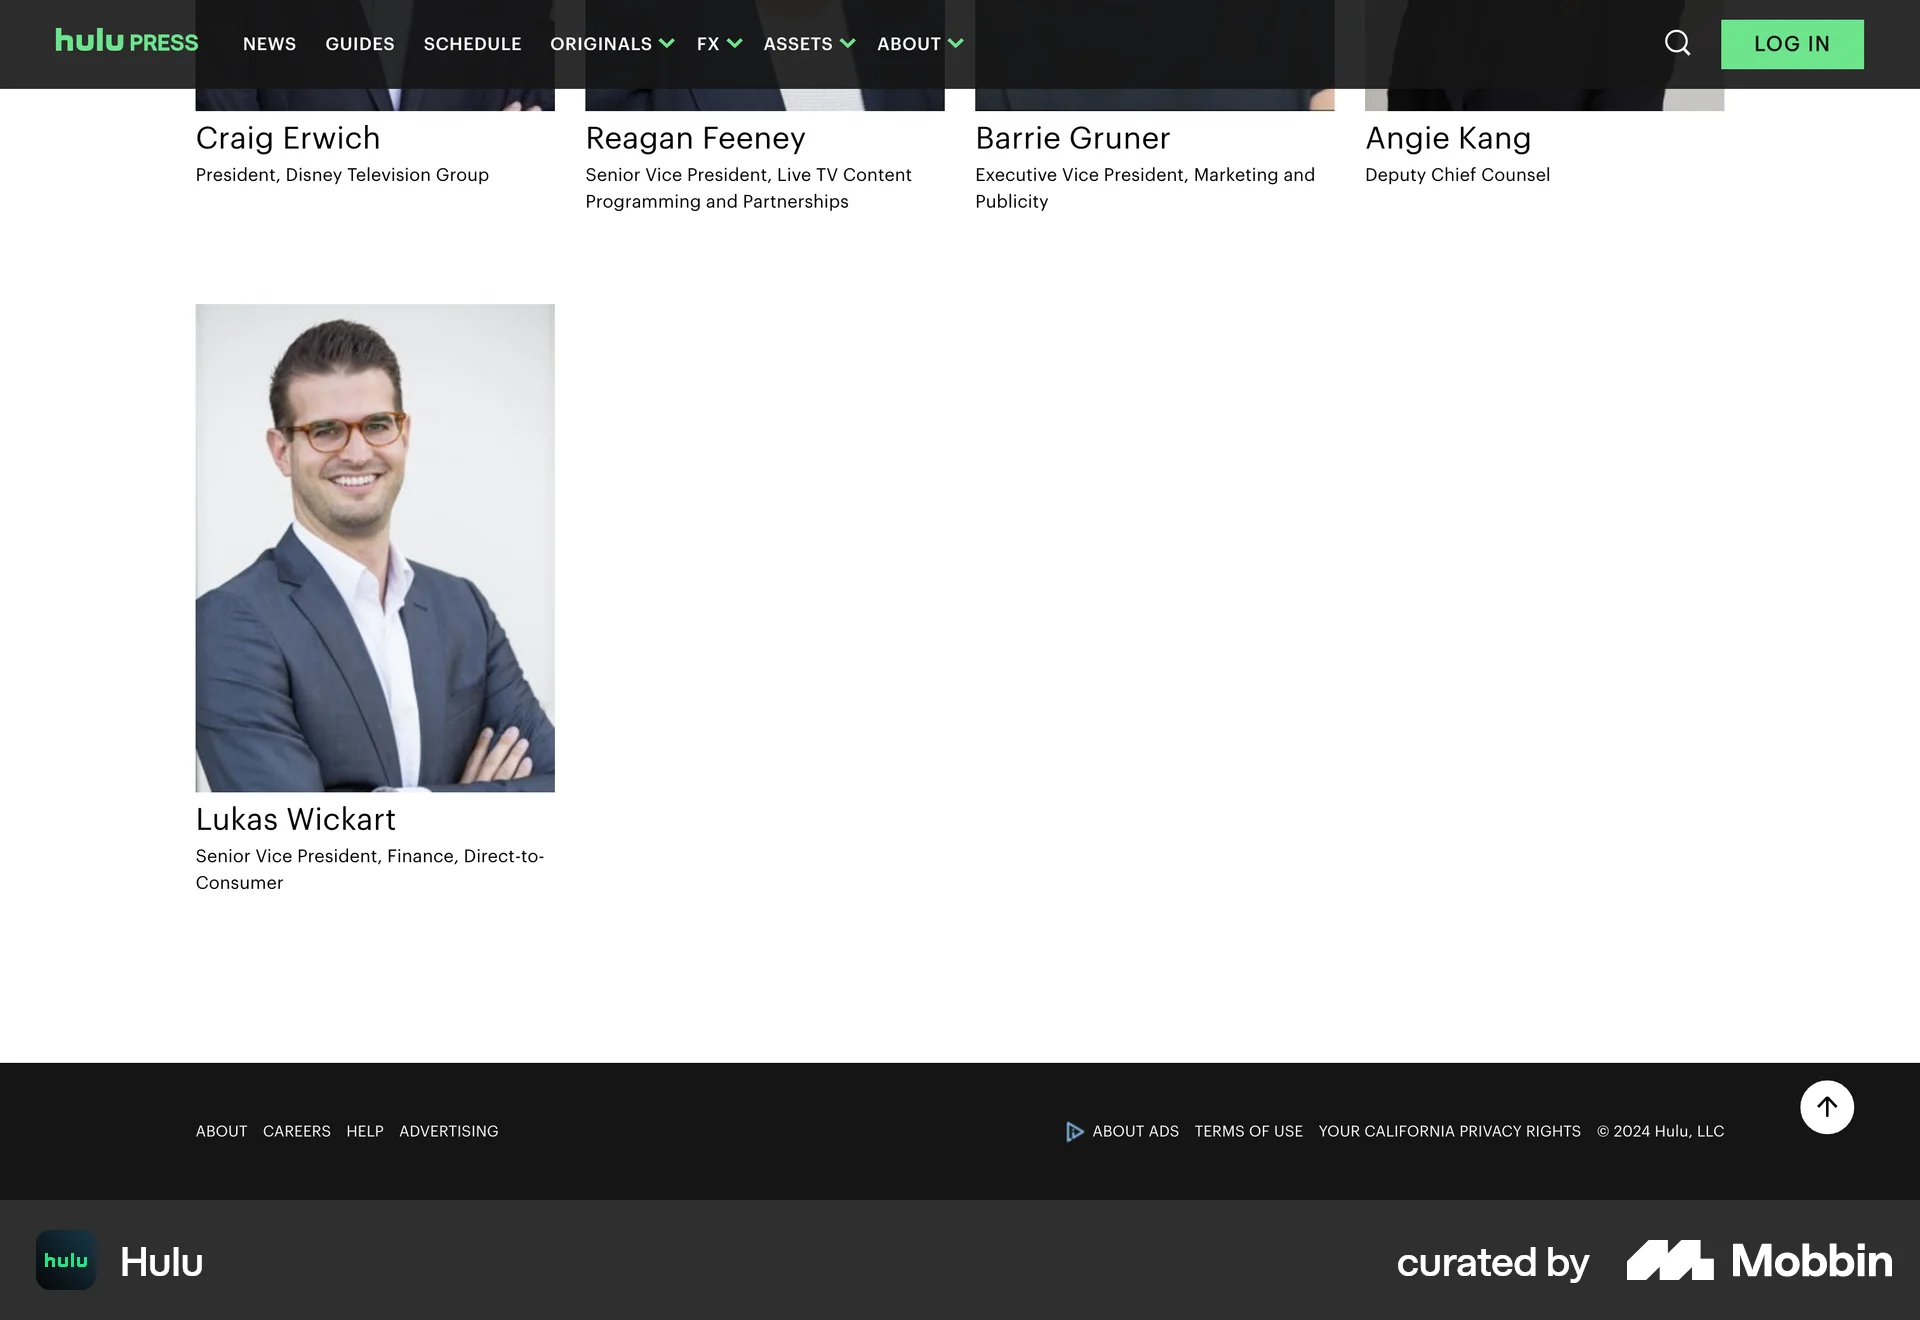 hulu PRESS NEWS GUIDES SCHEDULE ORIGINALS FX ASSETS ABOUT LOG IN
Craig Erwich
President, Disney Television Group
Reagan Feeney
Senior Vice President, Live TV Content
Programming and Partnerships
Barrie Gruner
Executive Vice President, Marketing and
Publicity
Angie Kang
Deputy Chief Counsel
Lukas Wickart
Senior Vice President, Finance, Direct-to-
Consumer
ABOUT CAREERS HELP ADVERTISING
ABOUT ADS TERMS OF USE YOUR CALIFORNIA PRIVACY RIGHTS © 2024 Hulu, LLC
hulu Hulu
curated by Mobbin